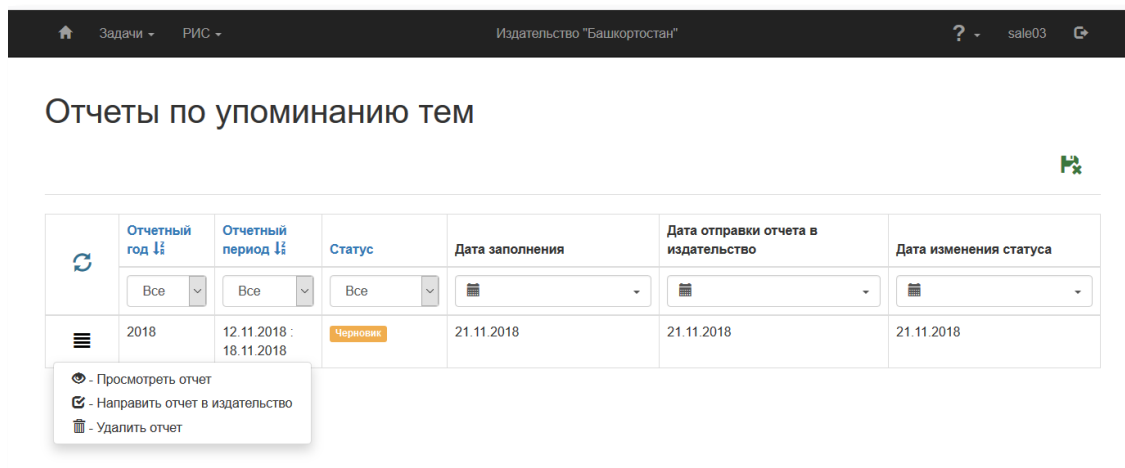 Задачи РИС Издательство "Башкортостан" ? sale03
Отчеты по упоминанию тем
Отчетный год Отчетный период Статус Дата заполнения Дата отправки отчета в издательство Дата изменения статуса
Все Все Все
2018 12.11.2018 : 18.11.2018 Черновик 21.11.2018 21.11.2018 21.11.2018
- Просмотреть отчет
- Направить отчет в издательство
- Удалить отчет